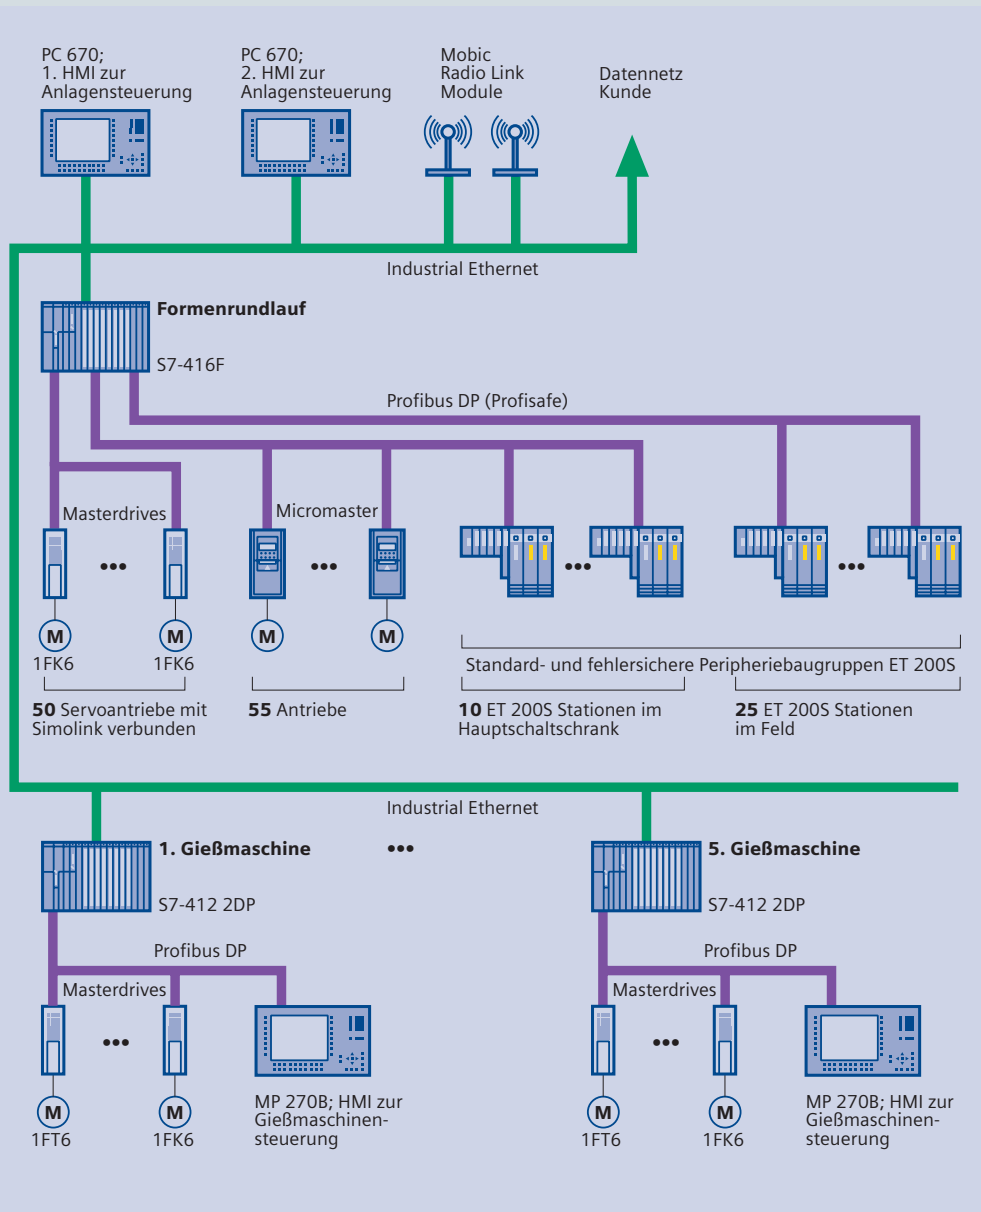 PC 670;
1. HMI zur
Anlagensteuerung
PC 670;
2. HMI zur
Anlagensteuerung
Mobic
Radio Link
Module
Datennetz
Kunde
Industrial Ethernet
Formenrundlauf
S7-416F
Profibus DP (Profisafe)
Masterdrives
Micromaster
•••
•••
•••
•••
M
M
M
M
1FK6
1FK6
Standard- und fehlersichere Peripheriebaugruppen ET 200S
50 Servoantriebe mit
Simolink verbunden
55 Antriebe
10 ET 200S Stationen im
Hauptschaltschrank
25 ET 200S Stationen
im Feld
Industrial Ethernet
1. Gießmaschine
•••
5. Gießmaschine
S7-412 2DP
S7-412 2DP
Profibus DP
Profibus DP
Masterdrives
Masterdrives
•••
•••
M
M
1FT6
1FK6
MP 270B; HMI zur
Gießmaschinen-
steuerung
M
M
1FT6
1FK6
MP 270B; HMI zur
Gießmaschinen-
steuerung